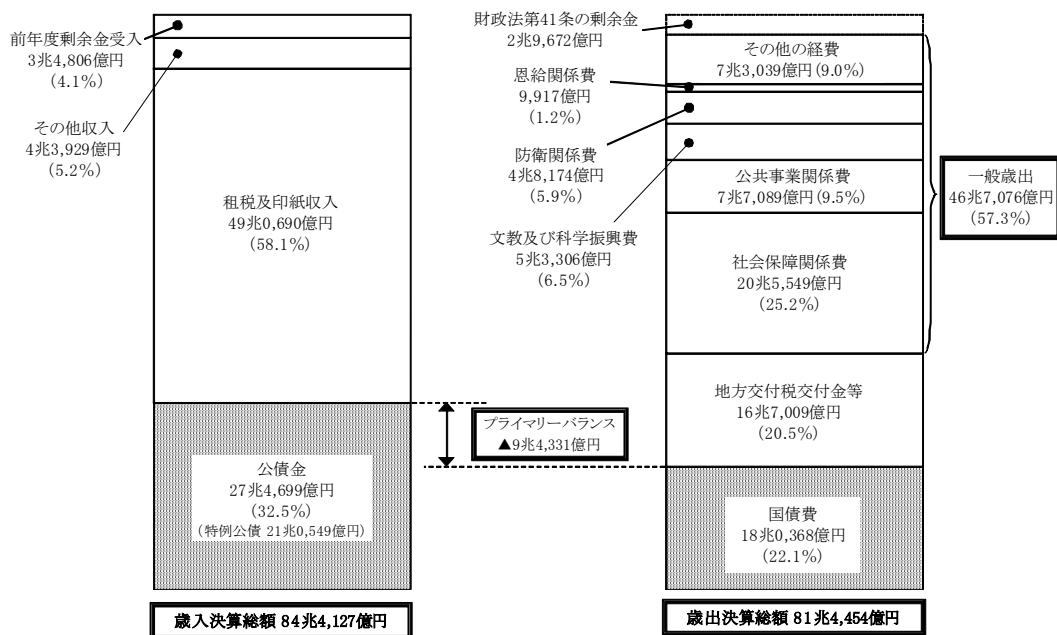 前年度剰余金受入
3兆4,806億円
(4.1%)
その他収入
4兆3,929億円
(5.2%)
租税及印紙収入
49兆0,690億円
(58.1%)
公債金
27兆4,699億円
(32.5%)
(特例公債 21兆0,549億円)
歳入決算総額 84兆4,127億円
プライマリーバランス
▲9兆4,331億円
財政法第41条の剰余金
2兆9,672億円
その他の経費
7兆3,039億円(9.0%)
恩給関係費
9,917億円
(1.2%)
防衛関係費
4兆8,174億円
(5.9%)
公共事業関係費
7兆7,089億円(9.5%)
文教及び科学振興費
5兆3,306億円
(6.5%)
社会保障関係費
20兆5,549億円
(25.2%)
一般歳出
46兆7,076億円
(57.3%)
地方交付税交付金等
16兆7,009億円
(20.5%)
国債費
18兆0,368億円
(22.1%)
歳出決算総額 81兆4,454億円